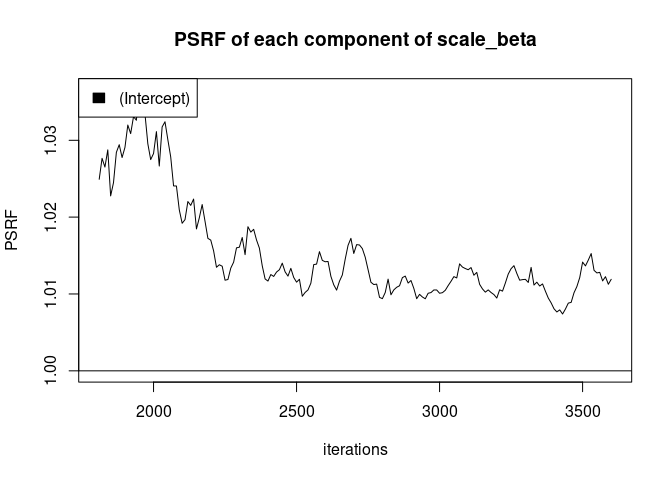 PSRF of each component of scale_beta
(Intercept)
PSRF
1.03
1.02
1.01
1.00
2000 2500 3000 3500
iterations